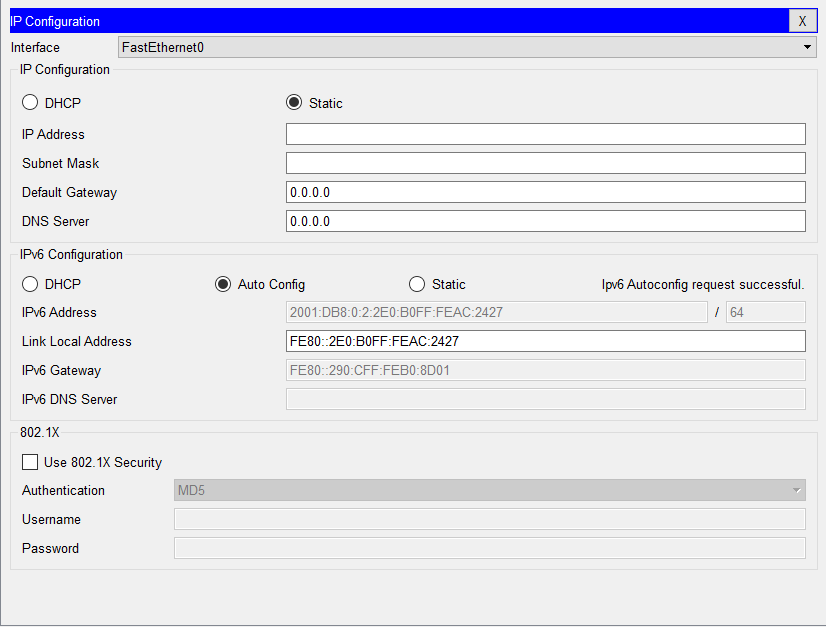 IP Configuration X
Interface FastEthernet0
IP Configuration
DHCP Static
IP Address
Subnet Mask
Default Gateway 0.0.0.0
DNS Server 0.0.0.0
IPv6 Configuration
DHCP Auto Config Static Ipv6 Autoconfig request successful.
IPv6 Address 2001:DB8:0:2:2E0:B0FF:FEAC:2427 / 64
Link Local Address FE80::2E0:B0FF:FEAC:2427
IPv6 Gateway FE80::290:CFF:FEB0:8D01
IPv6 DNS Server
802.1X
Use 802.1X Security
Authentication MD5
Username
Password